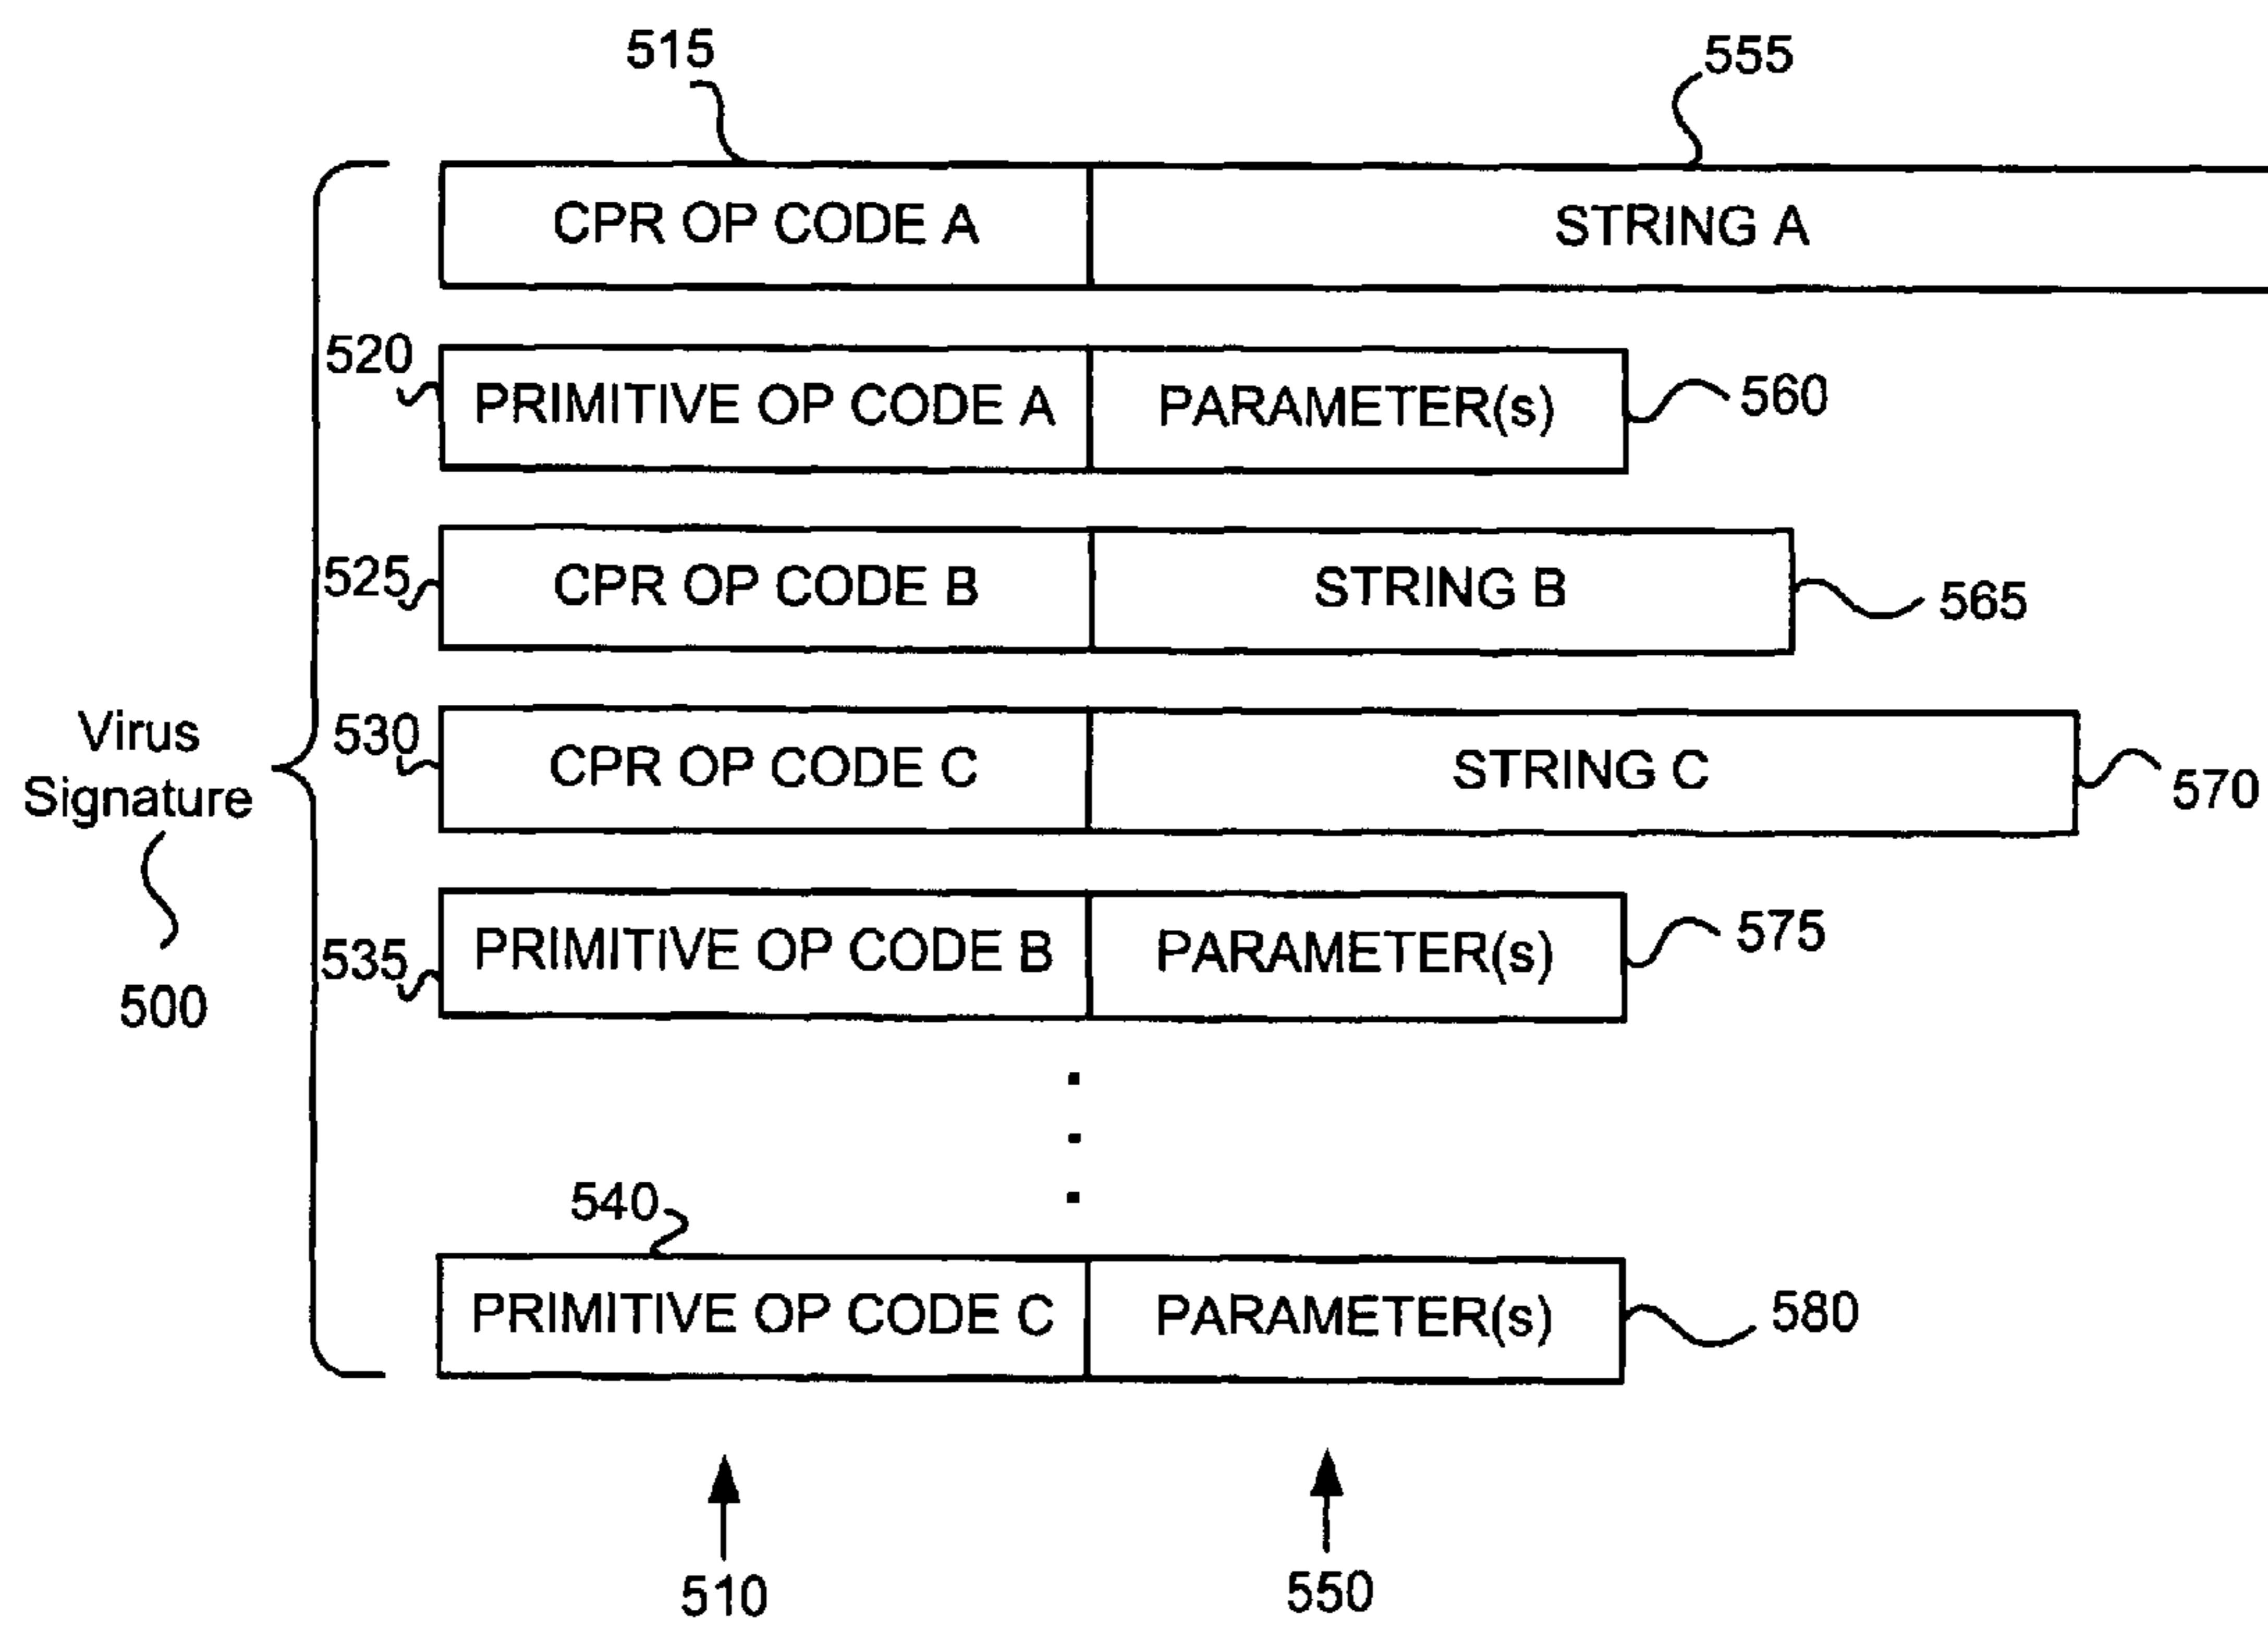 515
555
CPR OP CODE A
STRING A
520
PRIMITIVE OP CODE A
PARAMETER(s)
560
525
CPR OP CODE B
STRING B
565
Virus
Signature
500
530
CPR OP CODE C
STRING C
570
535
PRIMITIVE OP CODE B
PARAMETER(s)
575
540
PRIMITIVE OP CODE C
PARAMETER(s)
580
510
550